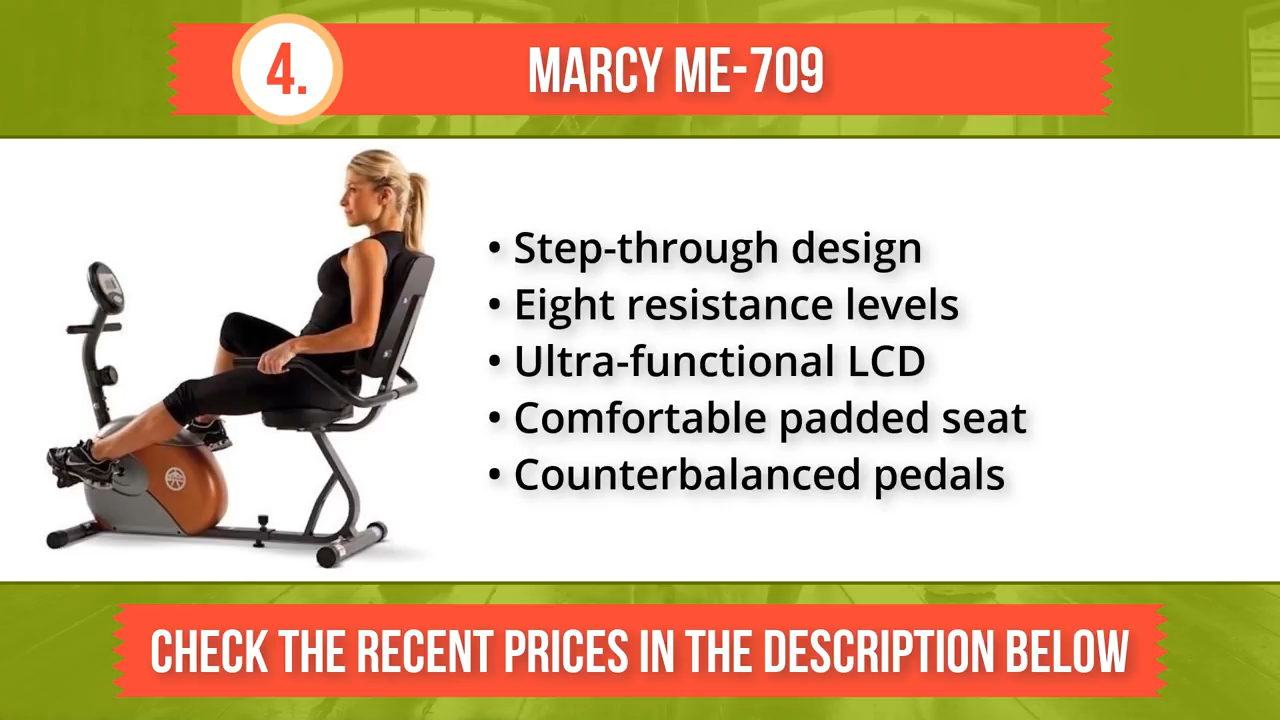 4.
MARCY ME-709
• Step-through design
• Eight resistance levels
• Ultra-functional LCD
• Comfortable padded seat
• Counterbalanced pedals
CHECK THE RECENT PRICES IN THE DESCRIPTION BELOW